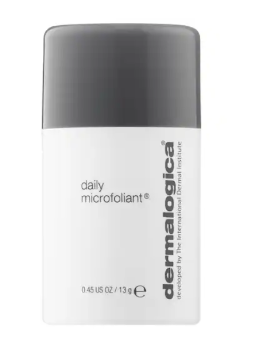 daily
microfoliant®
0.45 US OZ / 13 g ℮
dermalogica®
developed by The International Dermal Institute